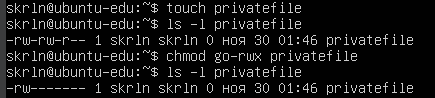 skrln@ubuntu-edu:~$ touch privatefile
skrln@ubuntu-edu:~$ ls -l privatefile
-rw-rw-r-- 1 skrln skrln 0 ноя 30 01:46 privatefile
skrln@ubuntu-edu:~$ chmod go-rwx privatefile
skrln@ubuntu-edu:~$ ls -l privatefile
-rw------- 1 skrln skrln 0 ноя 30 01:46 privatefile